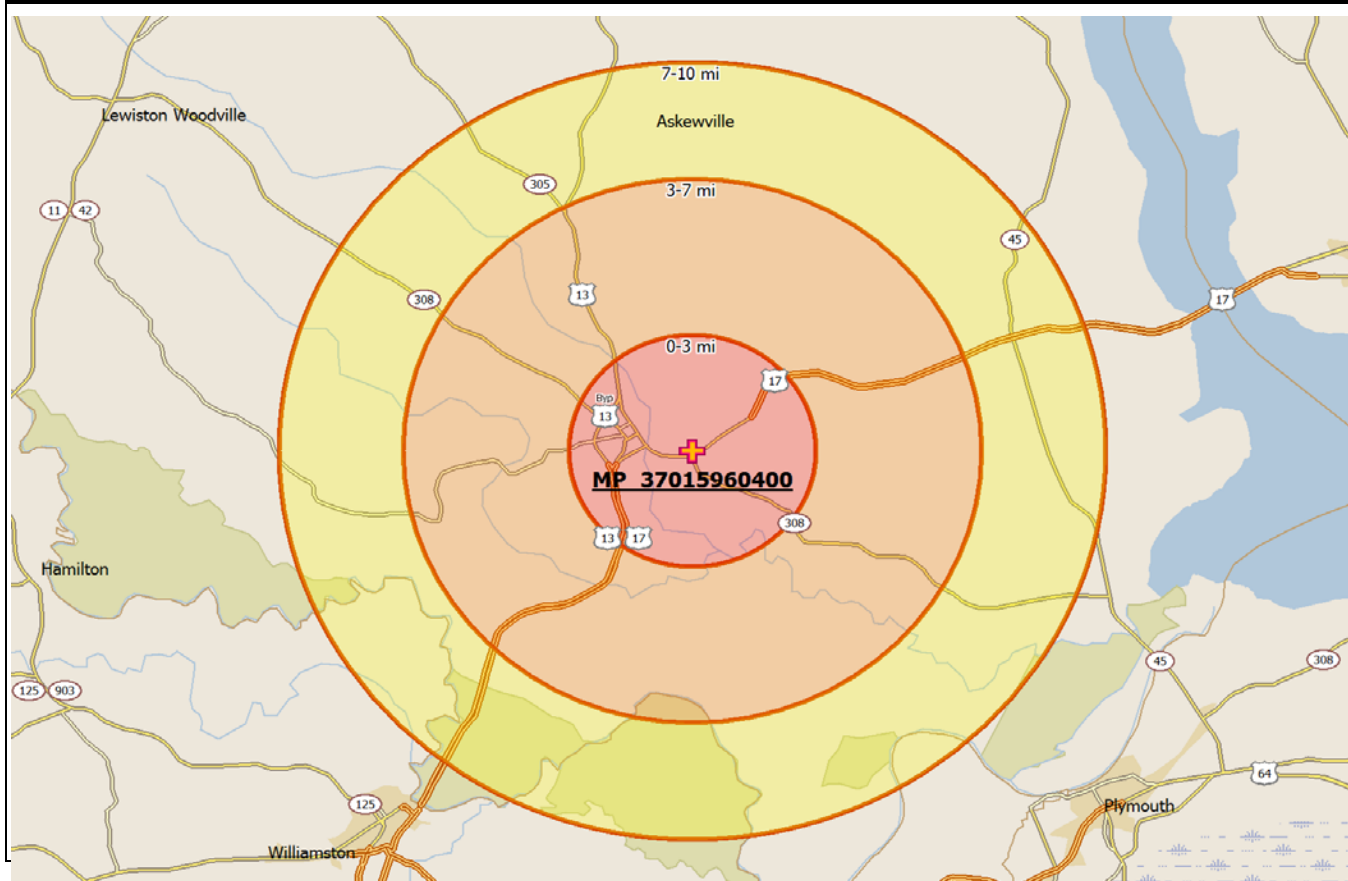 7-10 mi
Lewiston Woodville
Askewville
305
3-7 mi
11 42
45
13
308
17
0-3 mi
17
Byp
13
MP 37015960400
308
13 17
Hamilton
45
308
125 903
64
125
Plymouth
Williamston